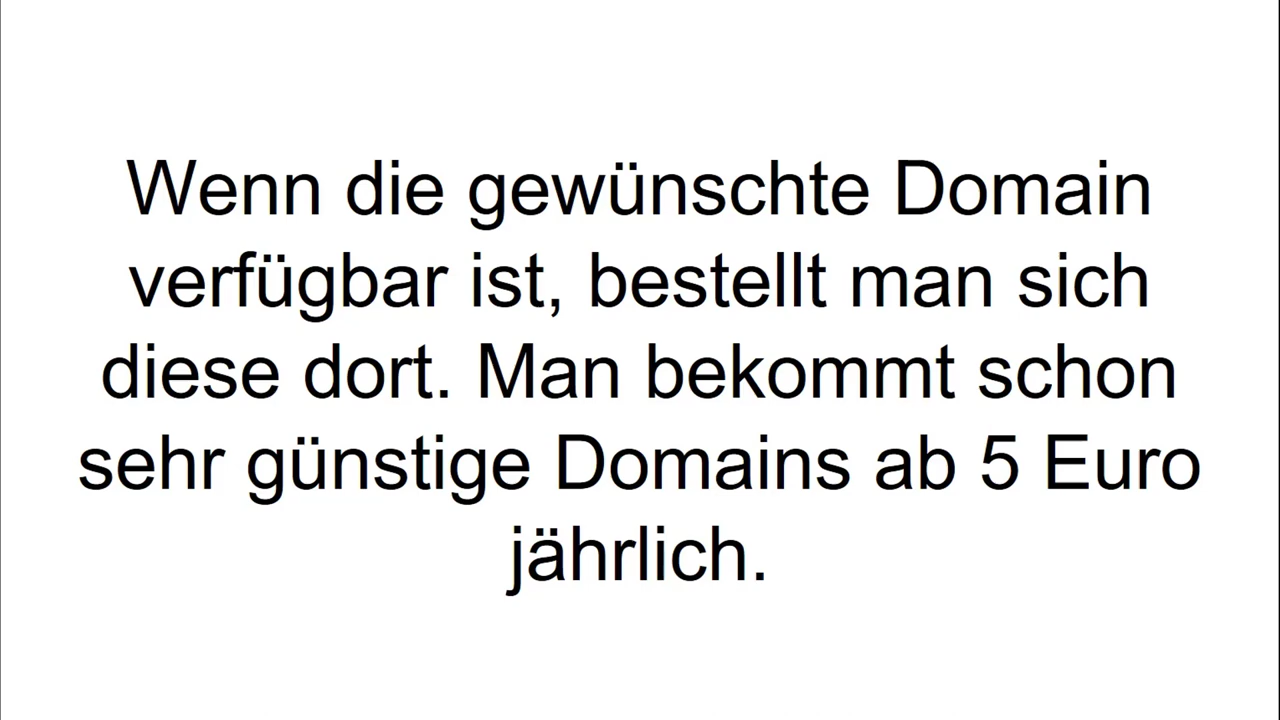 Wenn die gewünschte Domain
verfügbar ist, bestellt man sich
diese dort. Man bekommt schon
sehr günstige Domains ab 5 Euro
jährlich.